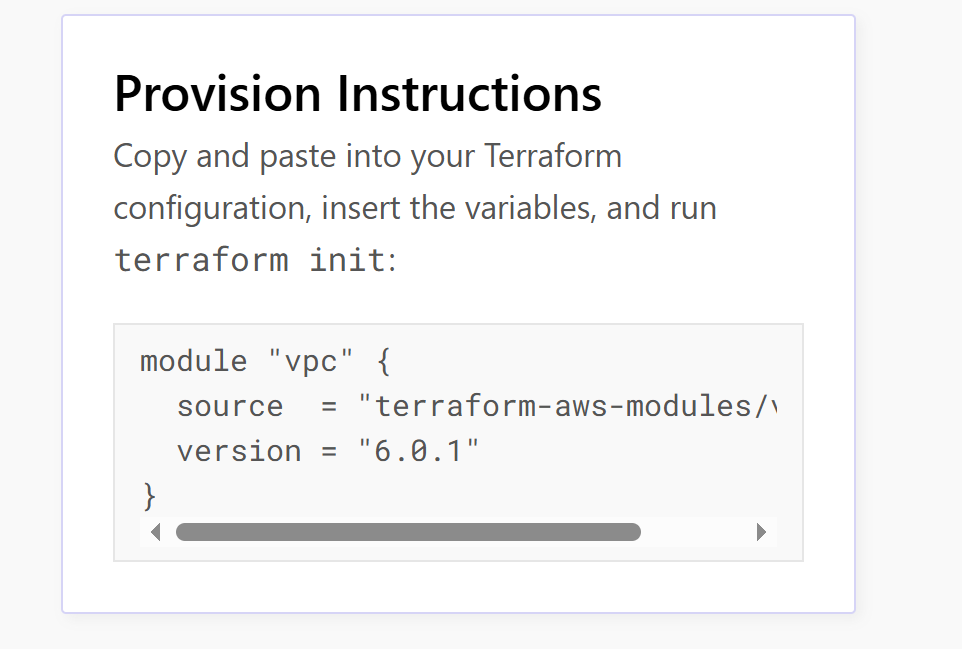 Provision Instructions
Copy and paste into your Terraform
configuration, insert the variables, and run
terraform init:
module "vpc" {
  source  = "terraform-aws-modules/
  version = "6.0.1"
}